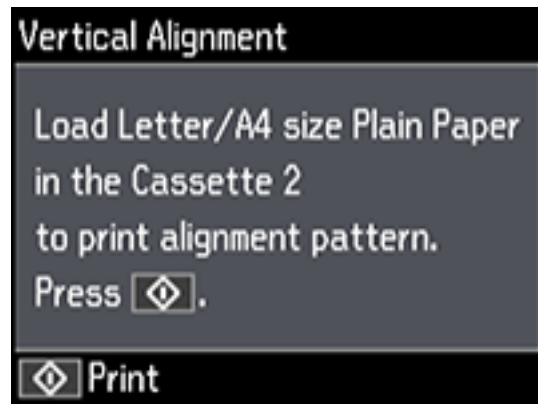 Vertical Alignment
Load Letter/A4 size Plain Paper
in the Cassette 2
to print alignment pattern.
Press .
Print